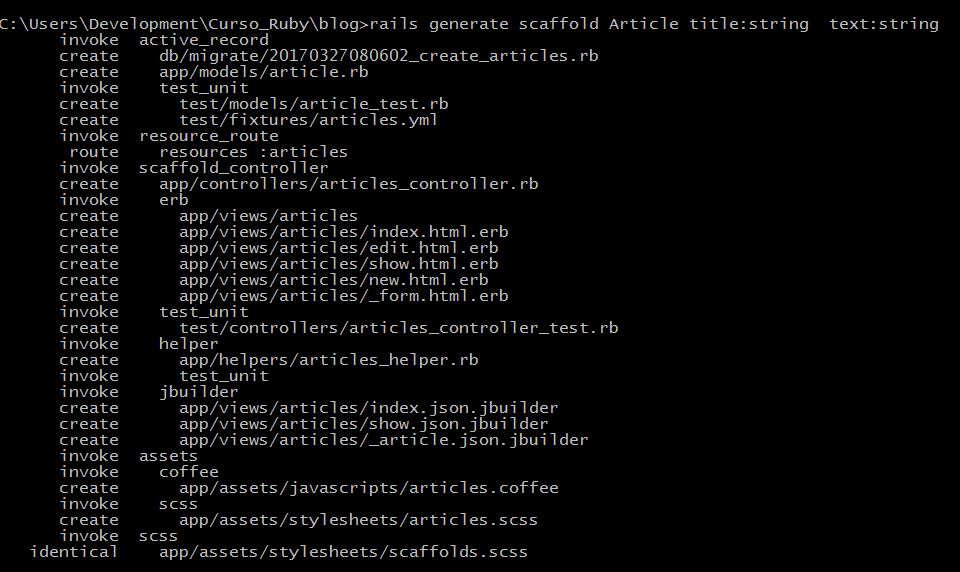 C:\Users\Development\Curso_Ruby\blog>rails generate scaffold Article title:string  text:string
      invoke  active_record
      create    db/migrate/20170327080602_create_articles.rb
      create    app/models/article.rb
      invoke    test_unit
      create      test/models/article_test.rb
      create      test/fixtures/articles.yml
      invoke  resource_route
       route    resources :articles
      invoke  scaffold_controller
      create    app/controllers/articles_controller.rb
      invoke    erb
      create      app/views/articles
      create      app/views/articles/index.html.erb
      create      app/views/articles/edit.html.erb
      create      app/views/articles/show.html.erb
      create      app/views/articles/new.html.erb
      create      app/views/articles/_form.html.erb
      invoke    test_unit
      create      test/controllers/articles_controller_test.rb
      invoke    helper
      create      app/helpers/articles_helper.rb
      invoke      test_unit
      invoke    jbuilder
      create      app/views/articles/index.json.jbuilder
      create      app/views/articles/show.json.jbuilder
      create      app/views/articles/_article.json.jbuilder
      invoke  assets
      invoke    coffee
      create      app/assets/javascripts/articles.coffee
      invoke    scss
      create      app/assets/stylesheets/articles.scss
      invoke  scss
   identical    app/assets/stylesheets/scaffolds.scss